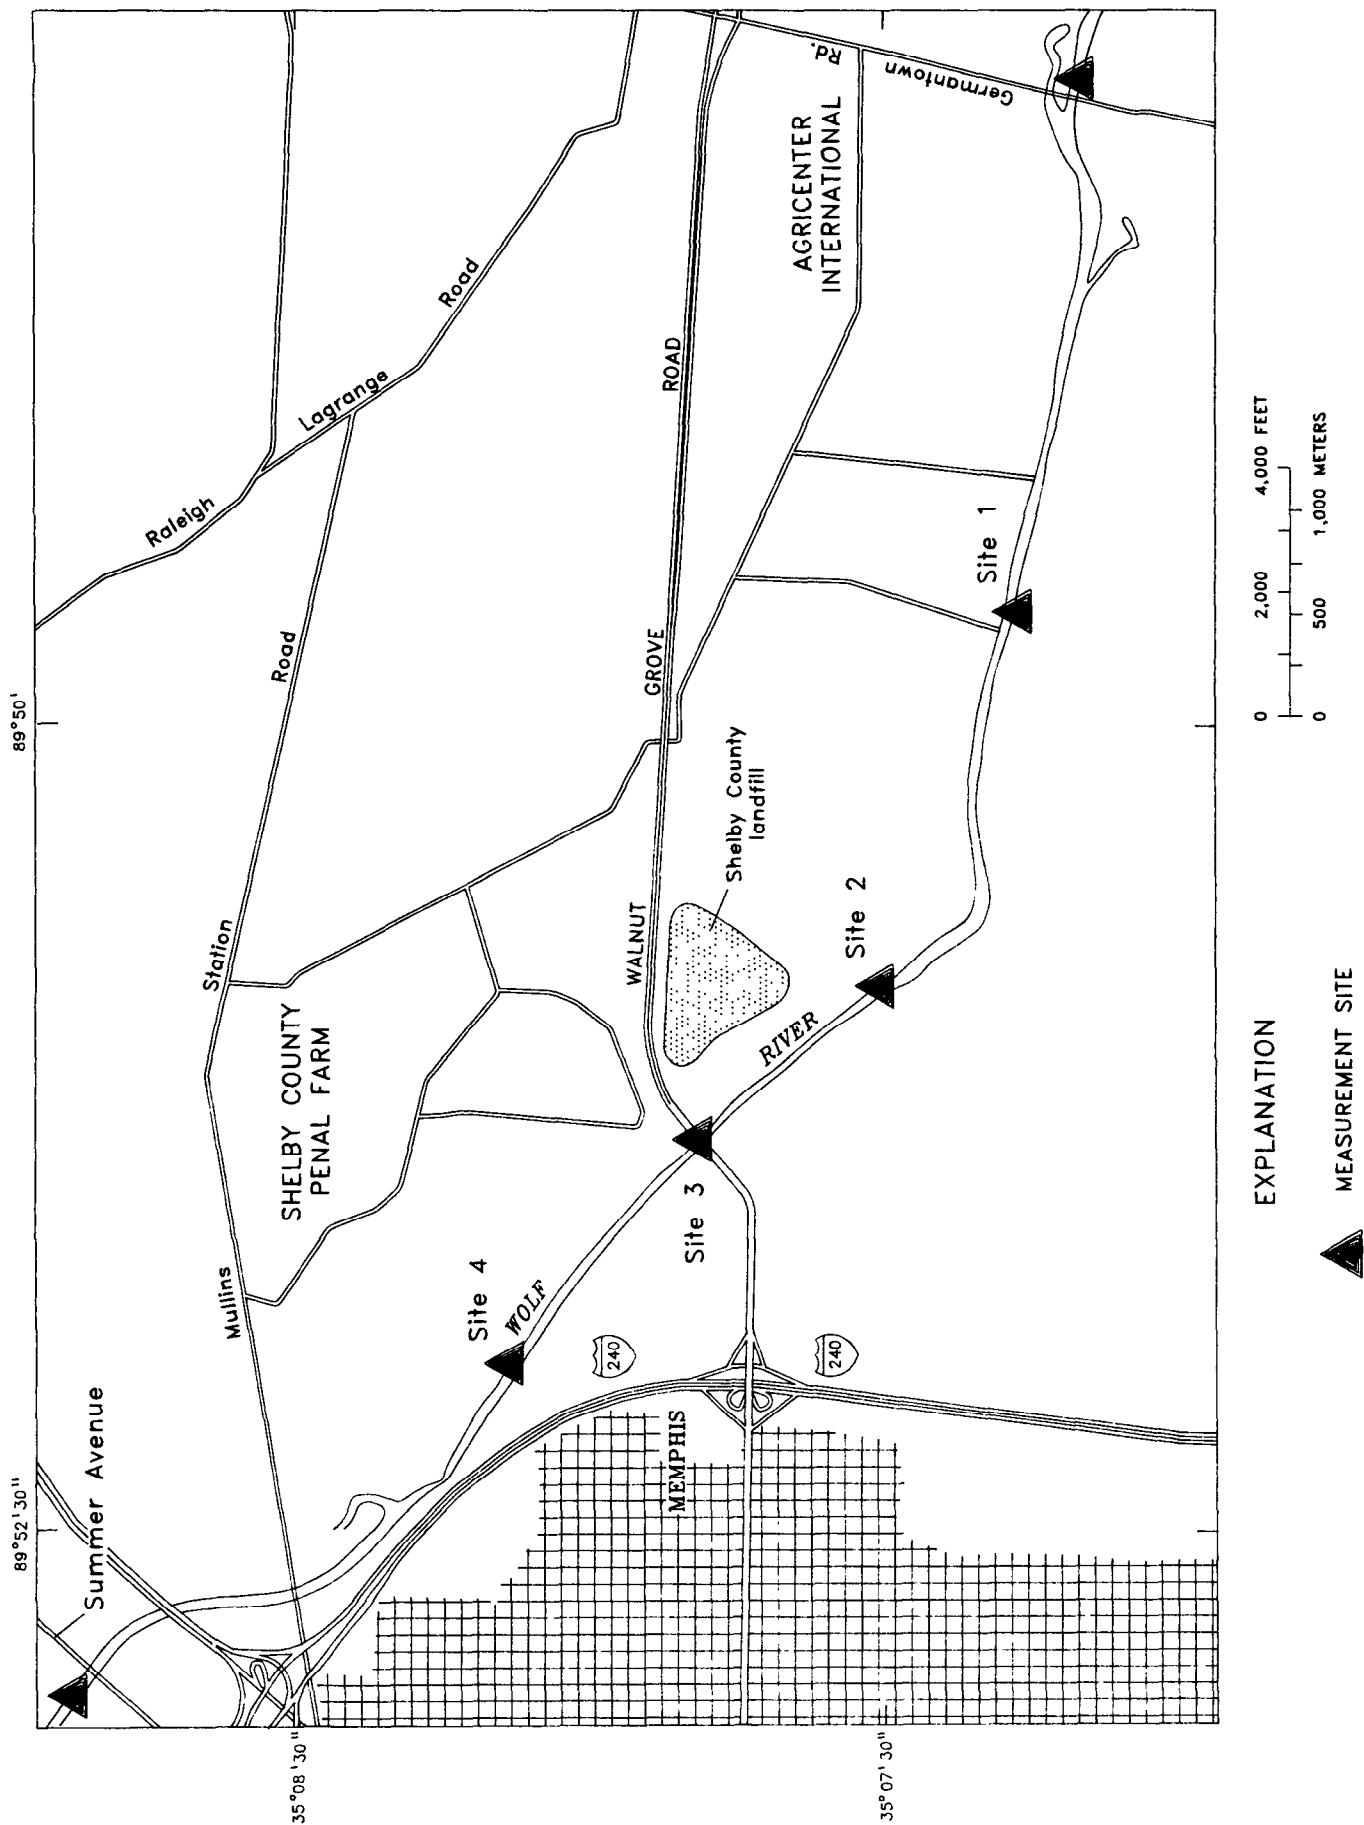 89°52'30"
89°50'
Summer Avenue
Mullins
Station
Road
Raleigh
Lagrange
Road
35°08'30"
SHELBY COUNTY
PENAL FARM
Site 4
WOLF
RIVER
240
240
MEMPHIS
Site 3
WALNUT
GROVE
ROAD
Shelby County
landfill
AGRICENTER
INTERNATIONAL
Germantown
Rd.
Site 2
Site 1
35°07'30"
0
2,000
4,000 FEET
0
500
1,000 METERS
EXPLANATION
MEASUREMENT SITE